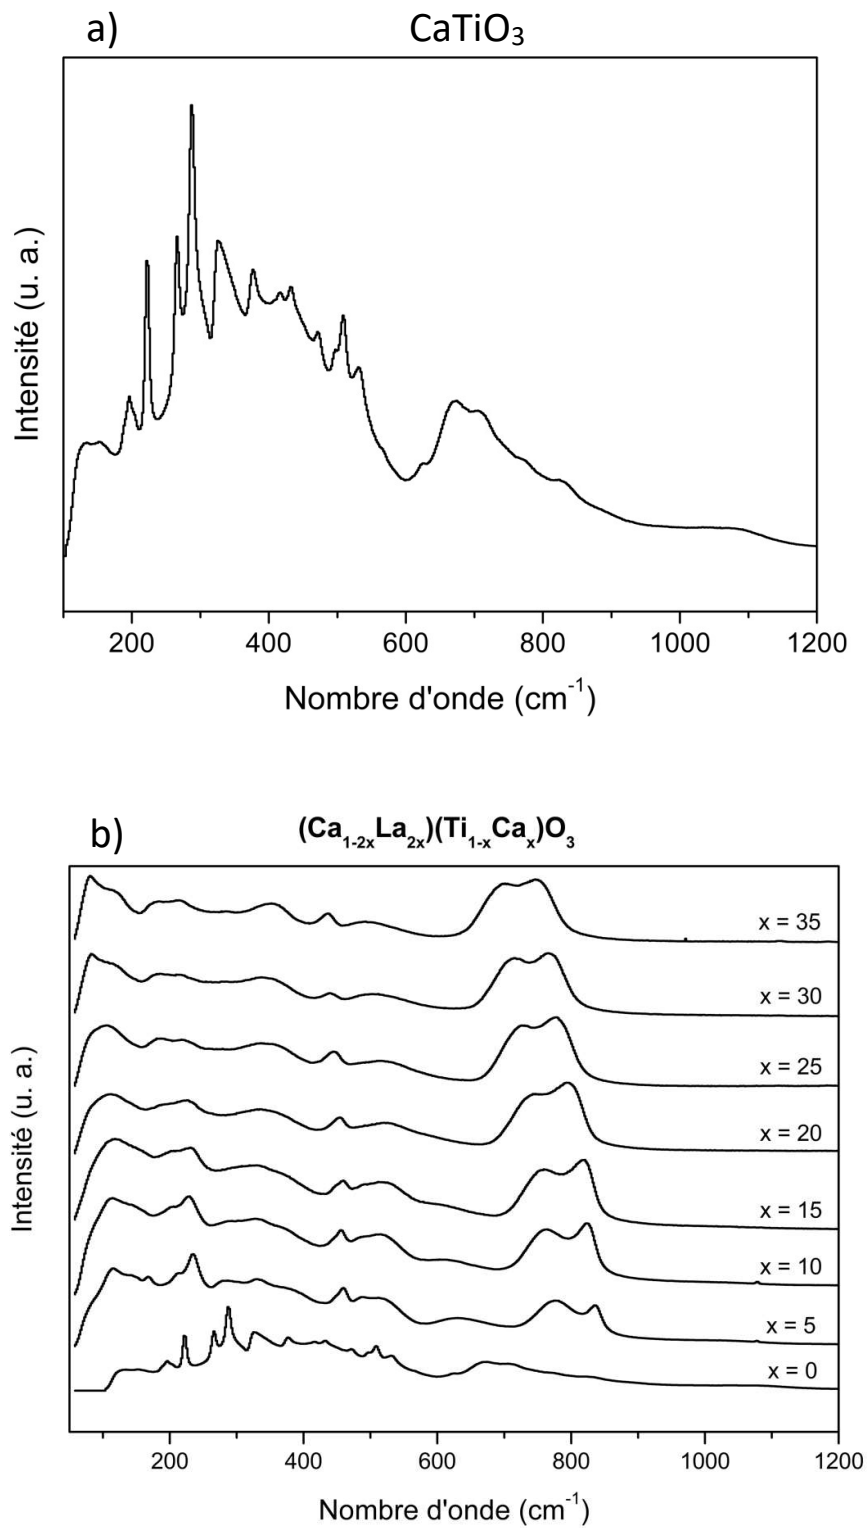 a) CaTiO₃
Intensité (u. a.)
200 400 600 800 1000 1200
Nombre d'onde (cm⁻¹)
b) (Ca₁₋₂ₓLa₂ₓ)(Ti₁₋ₓCaₓ)O₃
Intensité (u. a.)
x = 35
x = 30
x = 25
x = 20
x = 15
x = 10
x = 5
x = 0
200 400 600 800 1000 1200
Nombre d'onde (cm⁻¹)